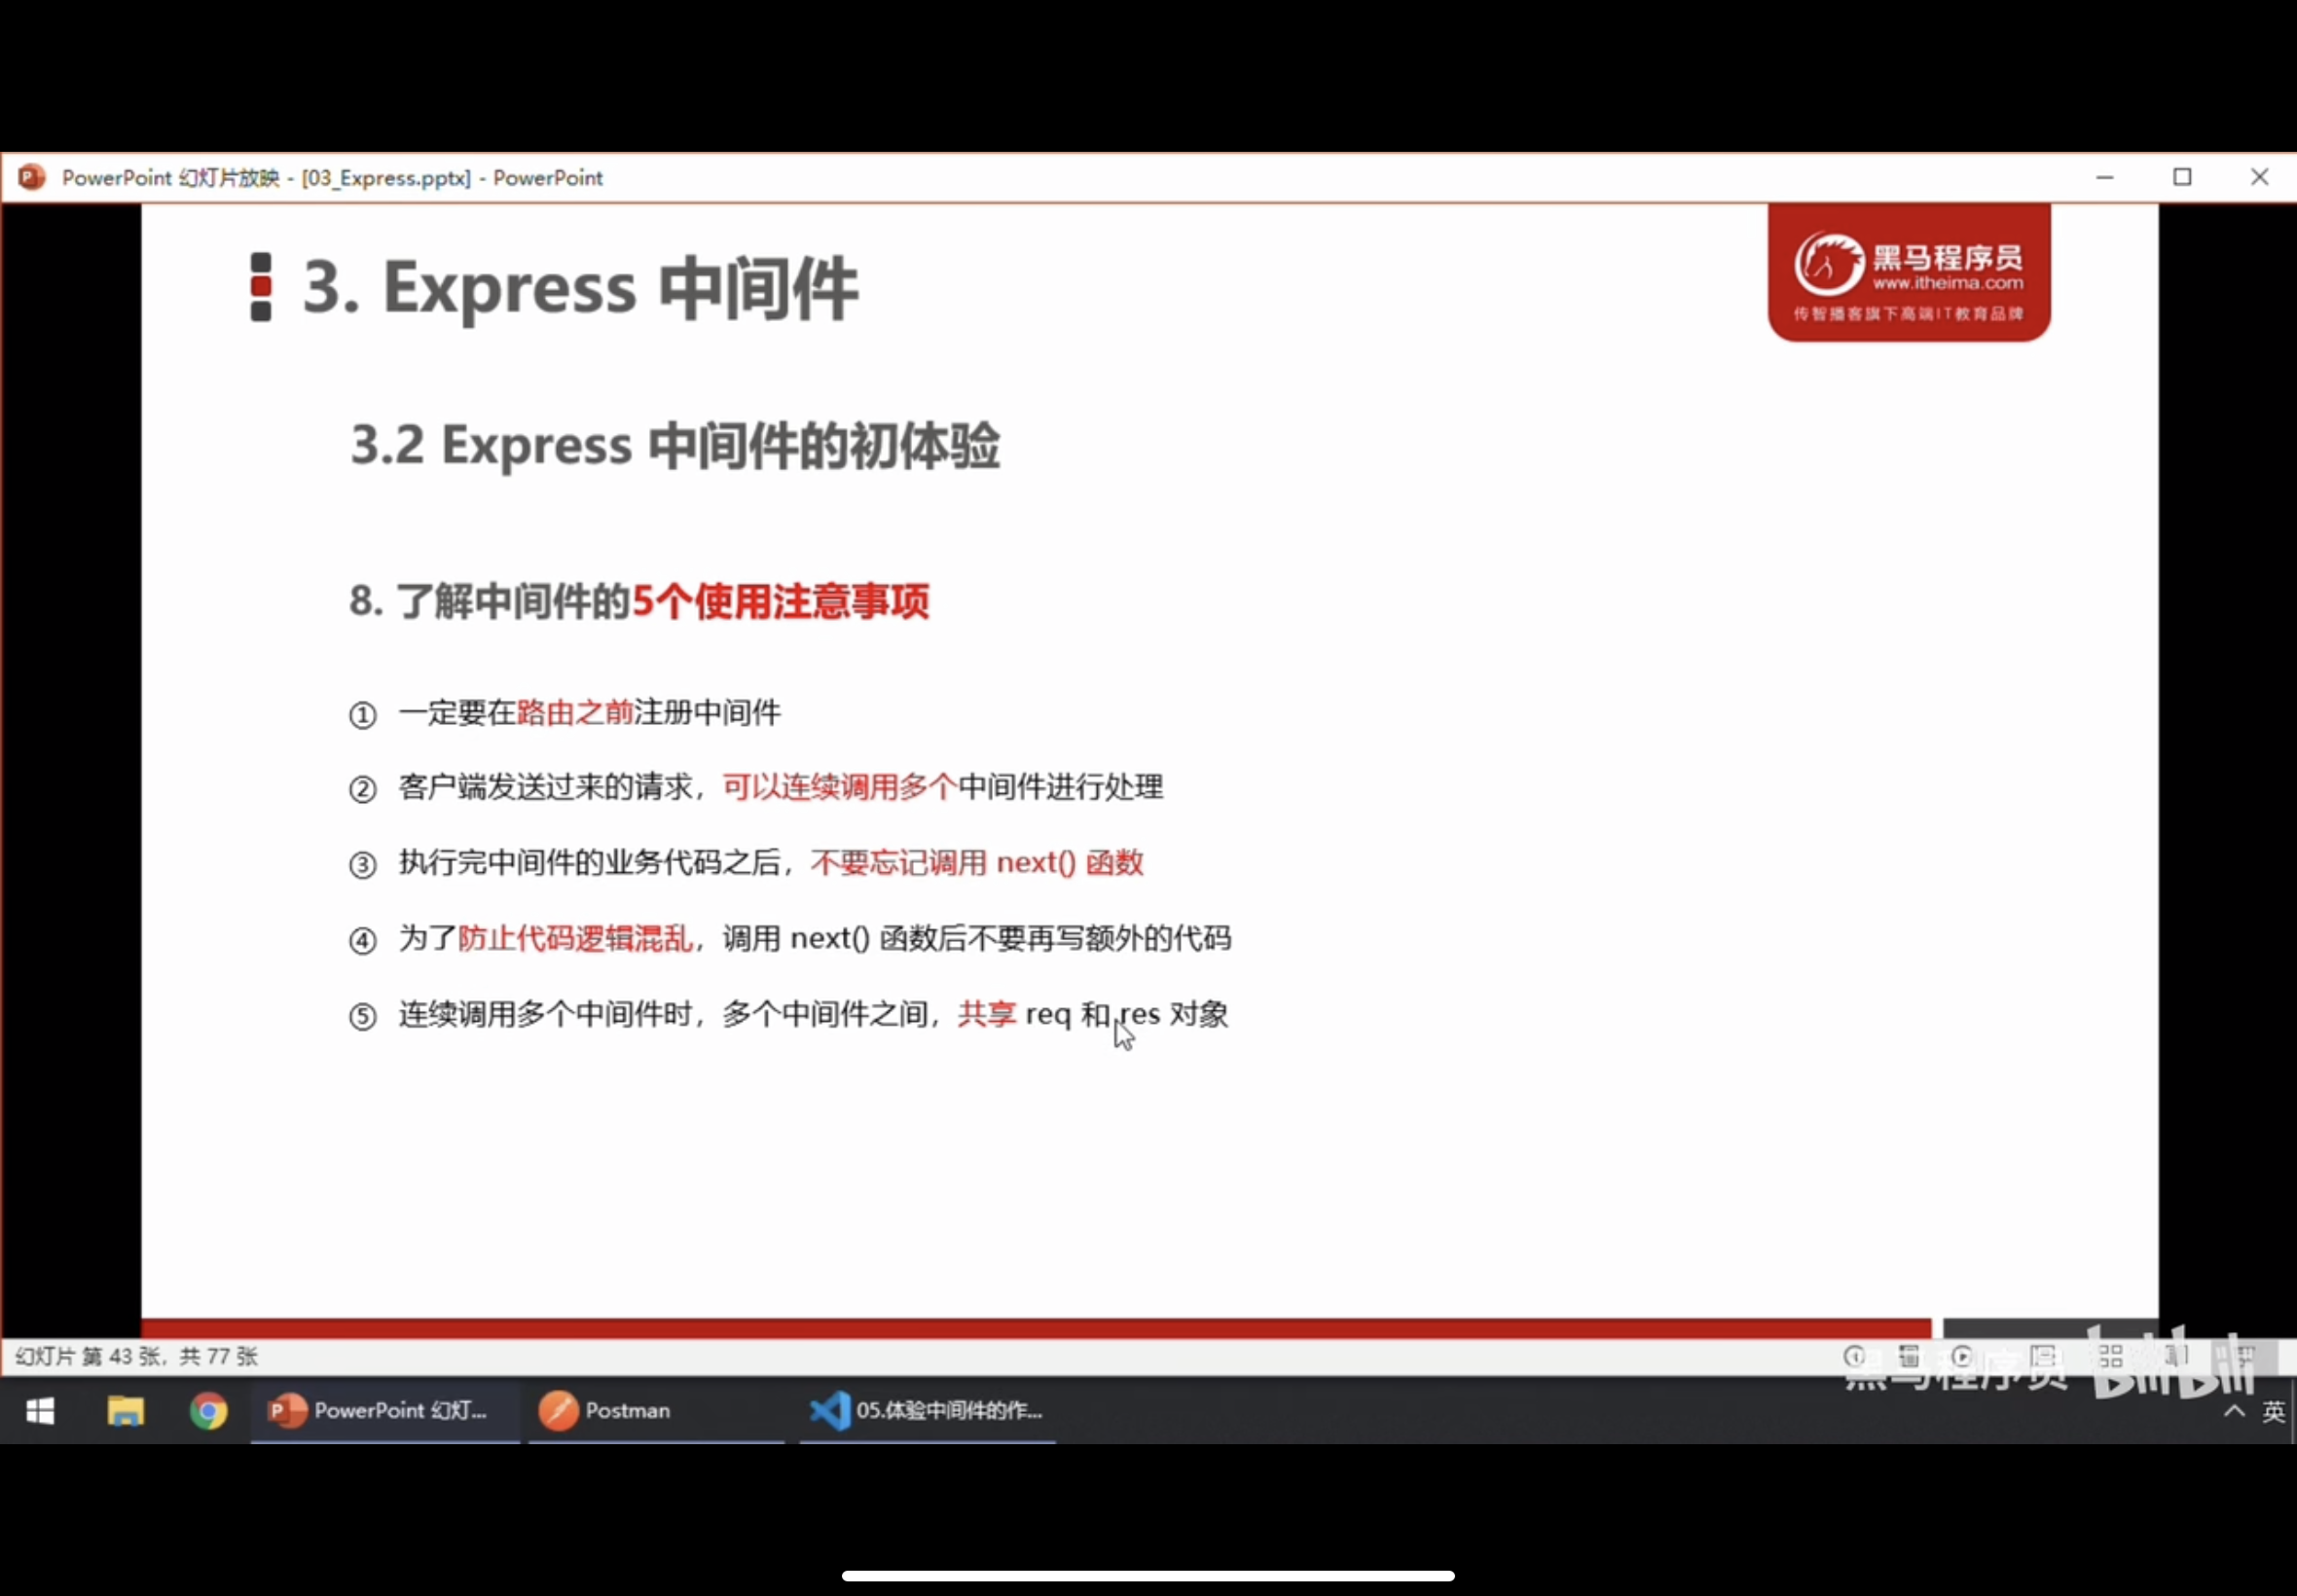 PowerPoint 幻灯片放映 - [03_Express.pptx] - PowerPoint
3. Express 中间件
黑马程序员
www.itheima.com
传智播客旗下高端IT教育品牌
3.2 Express 中间件的初体验
8. 了解中间件的5个使用注意事项
① 一定要在路由之前注册中间件
② 客户端发送过来的请求，可以连续调用多个中间件进行处理
③ 执行完中间件的业务代码之后，不要忘记调用 next() 函数
④ 为了防止代码逻辑混乱，调用 next() 函数后不要再写额外的代码
⑤ 连续调用多个中间件时，多个中间件之间，共享 req 和 res 对象
幻灯片 第 43 张，共 77 张
黑马程序员 bilibili
PowerPoint 幻灯...
Postman
05.体验中间件的作...
英